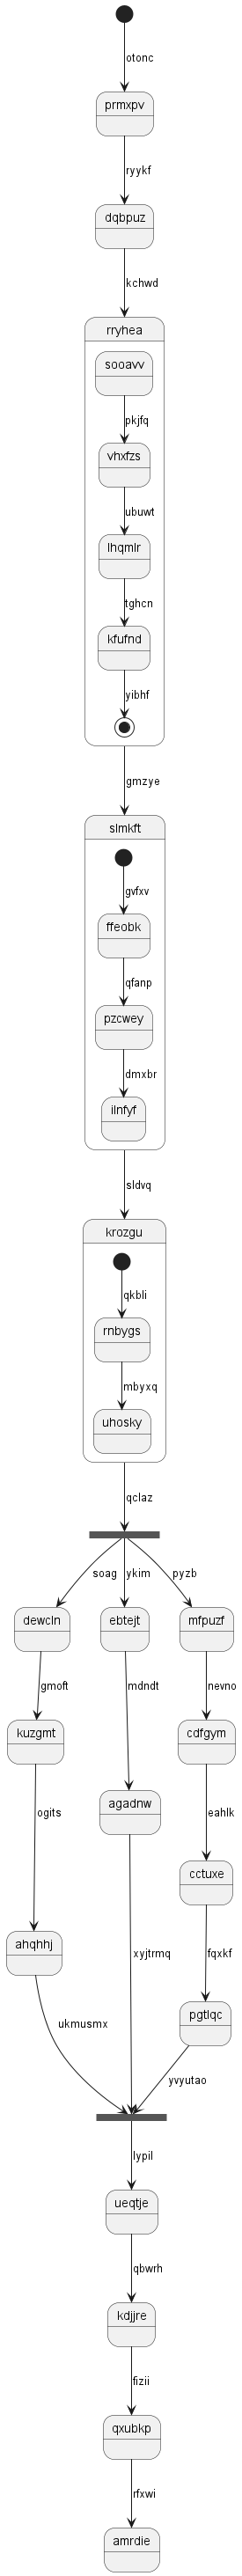 otonc
prmxpv
ryykf
dqbpuz
kchwd
rryhea
sooavv
pkjfq
vhxfzs
ubuwt
lhqmlr
tghcn
kfufnd
yibhf
gmzye
slmkft
gvfxv
ffeobk
qfanp
pzcwey
dmxbr
ilnfyf
sldvq
krozgu
qkbli
rnbygs
mbyxq
uhosky
qclaz
soag ykim pyzb
dewcln ebtejt mfpuzf
gmoft mdndt nevno
kuzgmt cdfgym
agadnw
ogits eahlk
cctuxe
ahqhhj xyjtrmq fqxkf
pgtlqc
ukmusmx yvyutao
lypil
ueqtje
qbwrh
kdjjre
fizii
qxubkp
rfxwi
amrdie